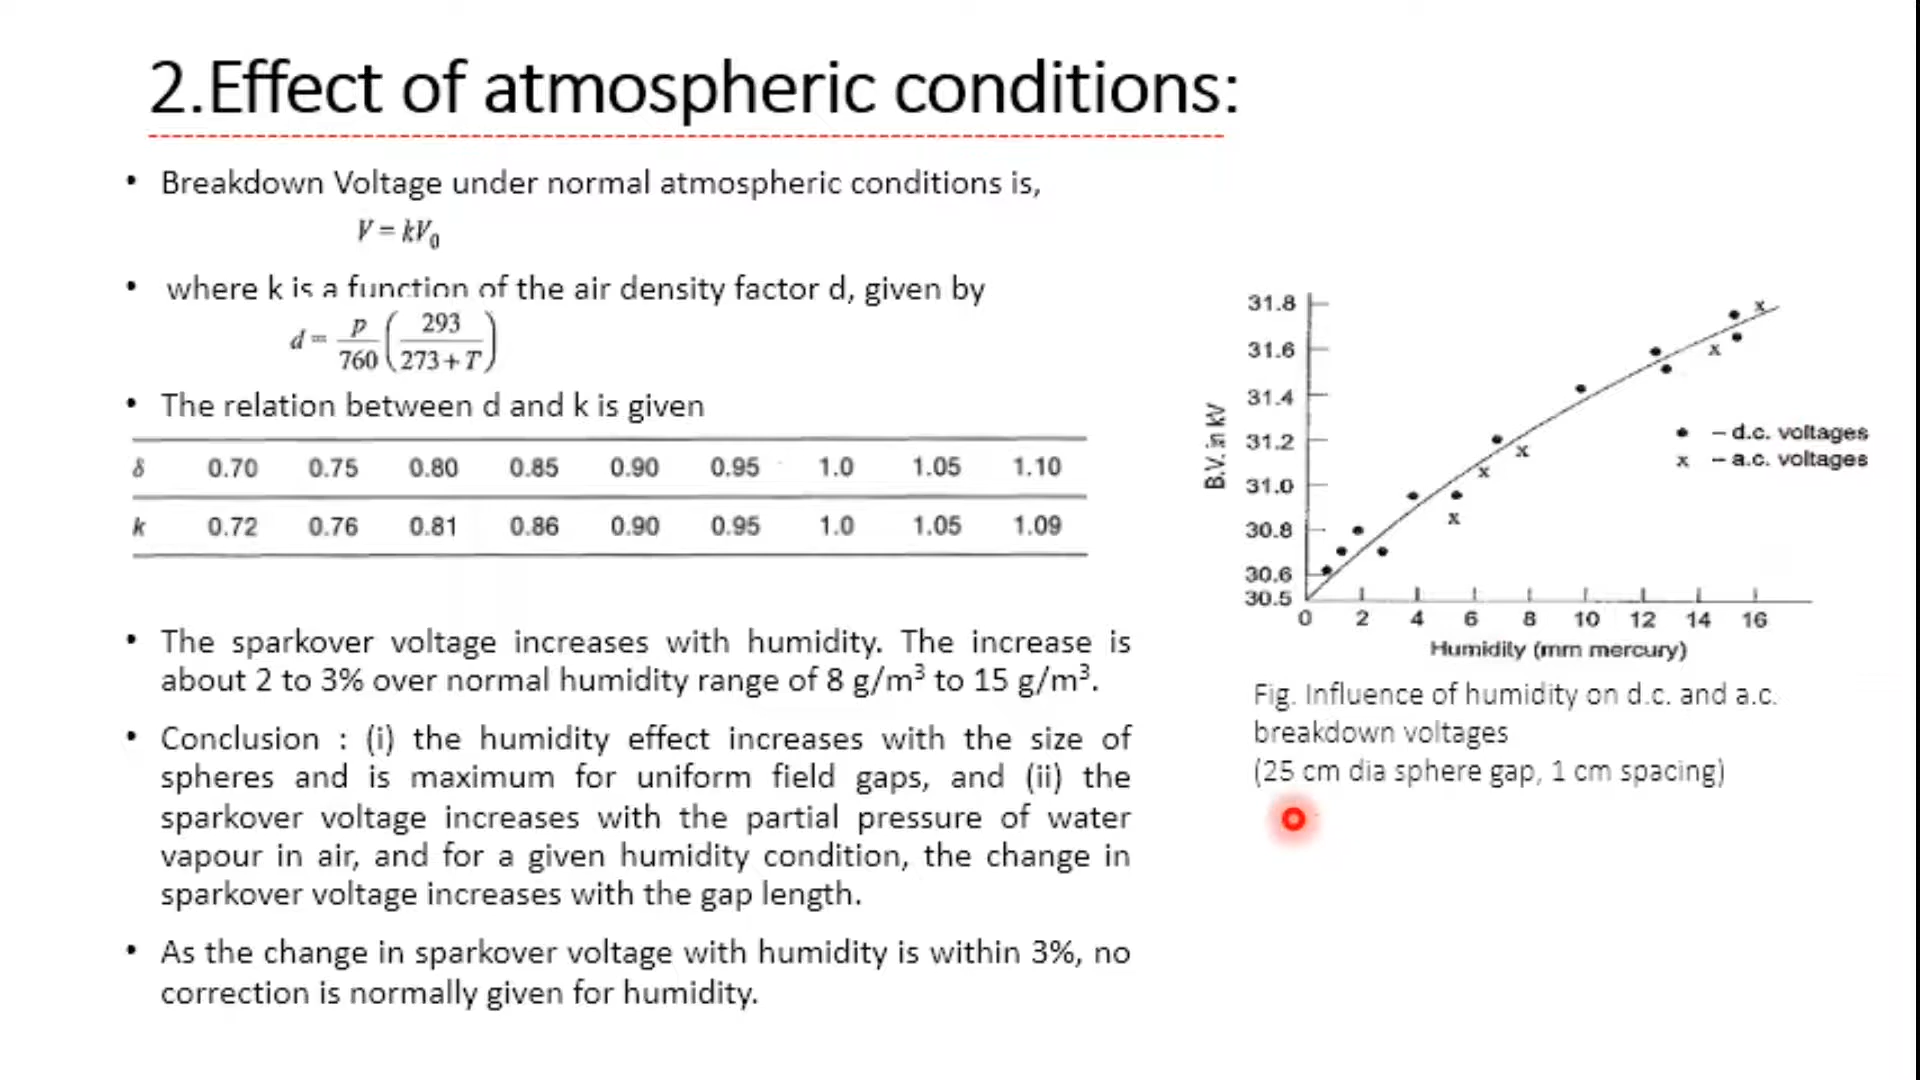 2.Effect of atmospheric conditions:
• Breakdown Voltage under normal atmospheric conditions is,
V = kV₀
• where k is a function of the air density factor d, given by
d = p/760 (293/(273 + T))
• The relation between d and k is given
δ 0.70 0.75 0.80 0.85 0.90 0.95 1.0 1.05 1.10
k 0.72 0.76 0.81 0.86 0.90 0.95 1.0 1.05 1.09
• The sparkover voltage increases with humidity. The increase is
about 2 to 3% over normal humidity range of 8 g/m³ to 15 g/m³.
• Conclusion : (i) the humidity effect increases with the size of
spheres and is maximum for uniform field gaps, and (ii) the
sparkover voltage increases with the partial pressure of water
vapour in air, and for a given humidity condition, the change in
sparkover voltage increases with the gap length.
• As the change in sparkover voltage with humidity is within 3%, no
correction is normally given for humidity.
B.V. in kV
31.8
31.6
31.4
31.2
31.0
30.8
30.6
30.5
0 2 4 6 8 10 12 14 16
Humidity (mm mercury)
• – d.c. voltages
x – a.c. voltages
Fig. Influence of humidity on d.c. and a.c.
breakdown voltages
(25 cm dia sphere gap, 1 cm spacing)